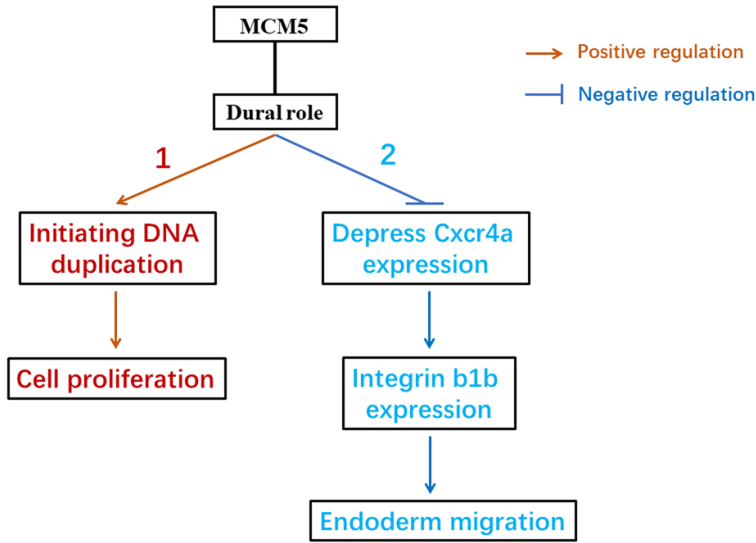 MCM5
Positive regulation
Negative regulation
Dural role
1
2
Initiating DNA
duplication
Depress Cxcr4a
expression
Cell proliferation
Integrin b1b
expression
Endoderm migration